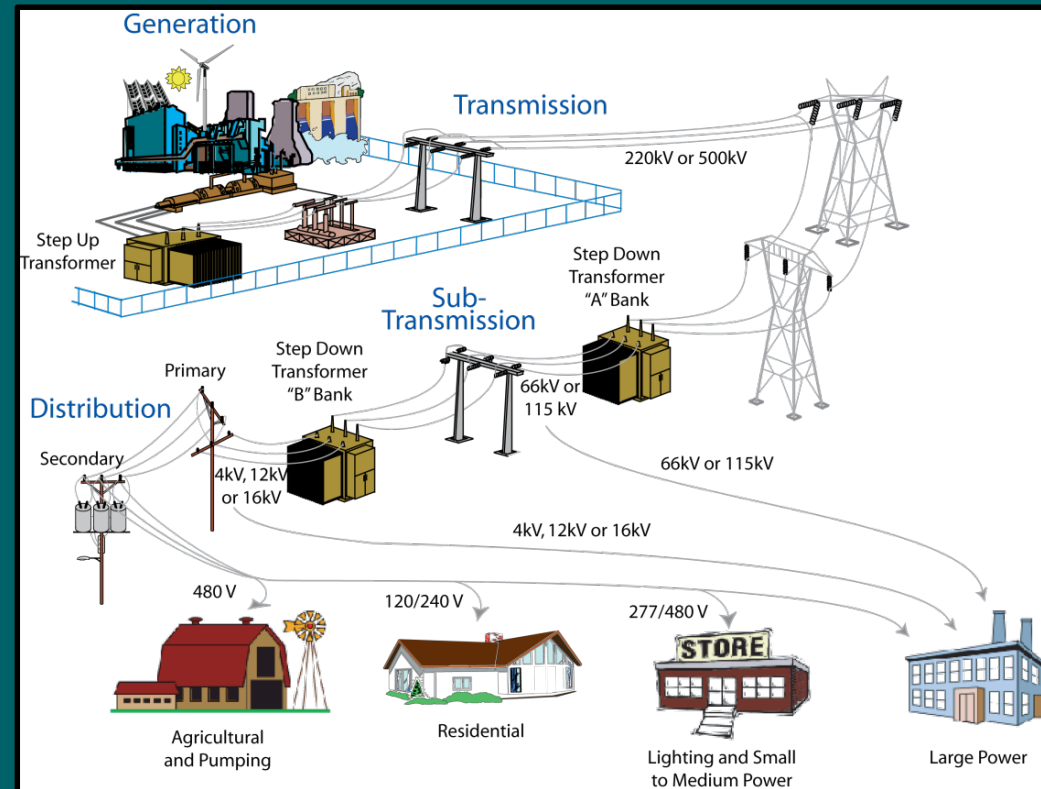 Generation
Transmission
220kV or 500kV
Step Up
Transformer
Step Down
Transformer
"A" Bank
Sub-
Transmission
Step Down
Transformer
"B" Bank
66kV or
115 kV
Primary
Distribution
Secondary
4kV, 12kV
or 16kV
66kV or 115kV
4kV, 12kV or 16kV
480 V
120/240 V
277/480 V
STORE
Agricultural
and Pumping
Residential
Lighting and Small
to Medium Power
Large Power